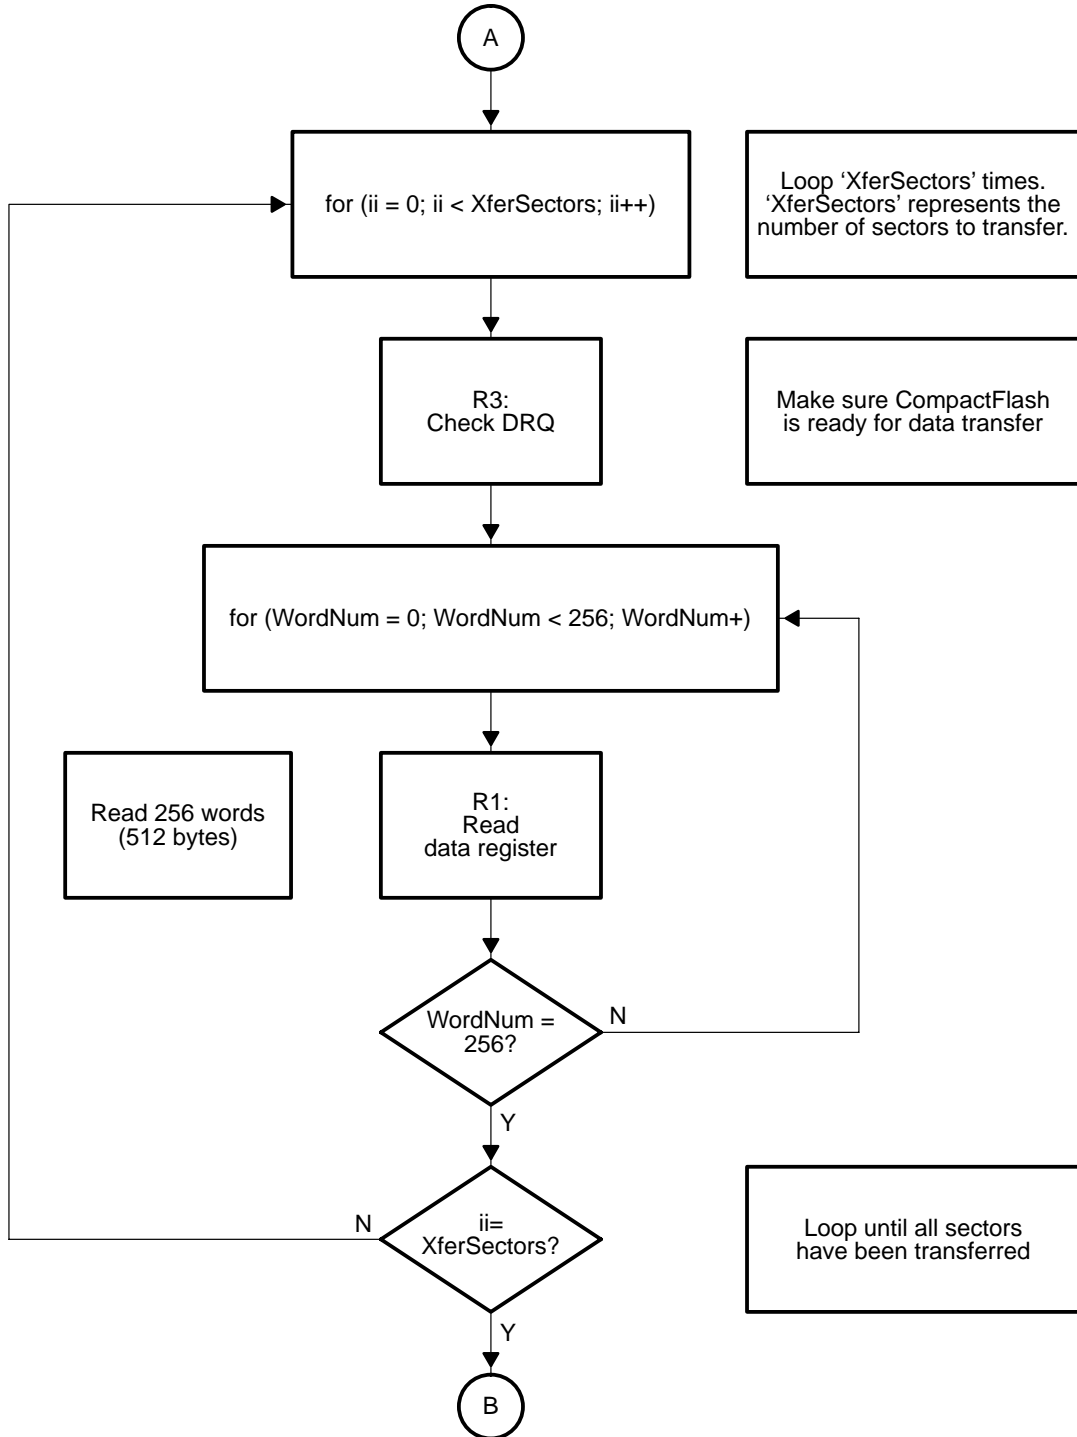 A
for (ii = 0; ii < XferSectors; ii++)
Loop ‘XferSectors’ times.
‘XferSectors’ represents the
number of sectors to transfer.
R3:
Check DRQ
Make sure CompactFlash
is ready for data transfer
for (WordNum = 0; WordNum < 256; WordNum+)
Read 256 words
(512 bytes)
R1:
Read
data register
WordNum =
256?
N
Y
N
ii=
XferSectors?
Loop until all sectors
have been transferred
Y
B